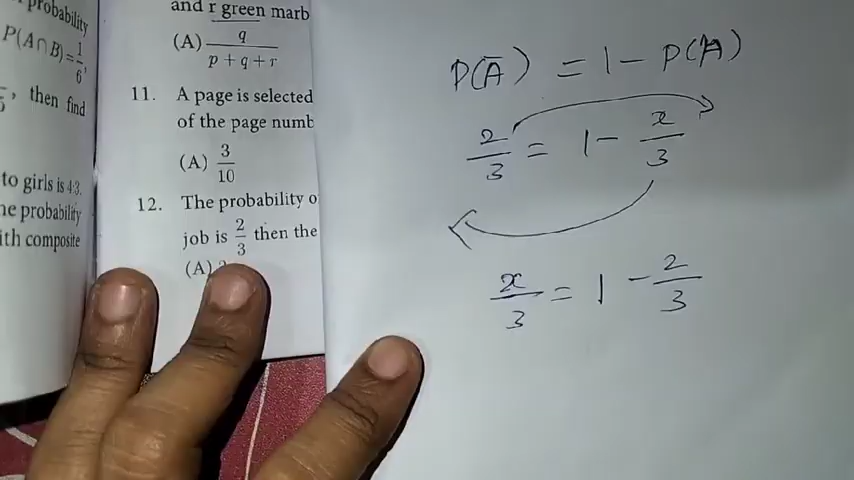 probability
P(A∩B)=1/6,
, then find
to girls is 4:3.
he probability
ith composite
and r green marb
(A) q/(p+q+r)
11. A page is selected
of the page numb
(A) 3/10
12. The probability o
job is 2/3 then the
(A)
P(Ā) = 1 - P(A)
2/3 = 1 - x/3
x/3 = 1 - 2/3